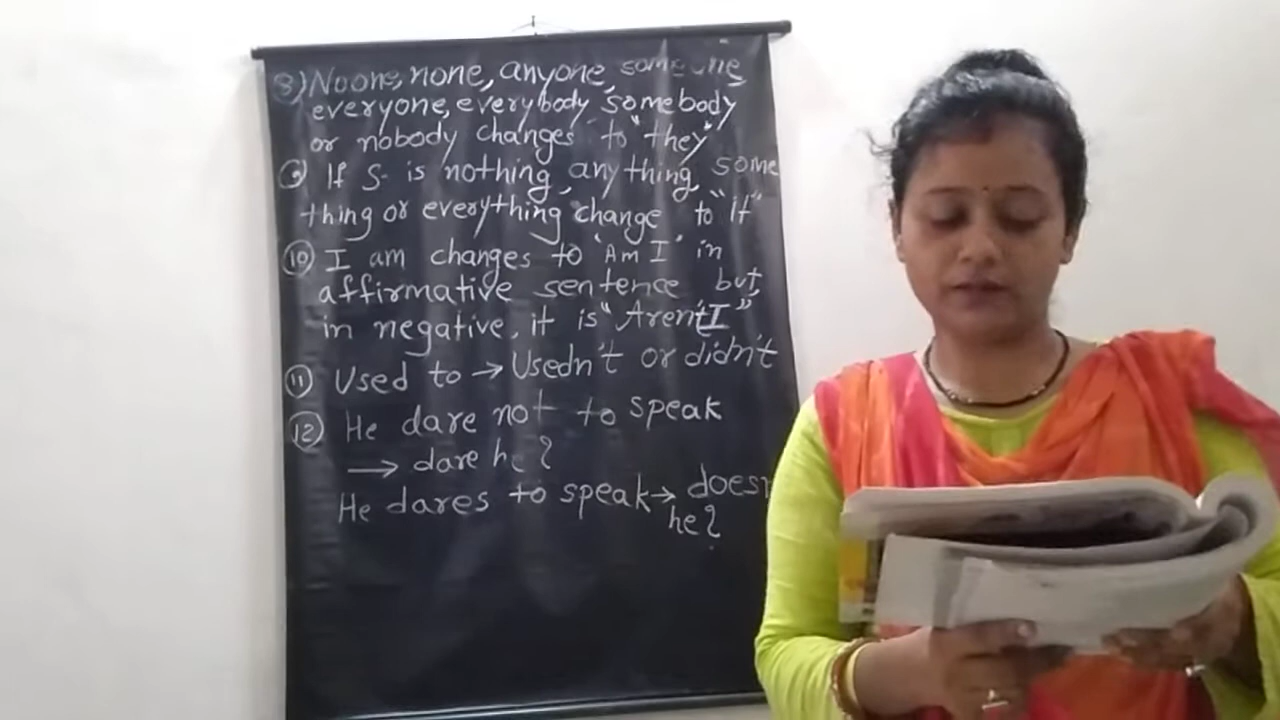 8) No one, none, anyone, someone,
everyone, everybody somebody
or nobody changes to "they"
9 If S- is nothing, anything, some
thing or everything change to "it"
10 I am changes to "Am I" in
affirmative sentence but,
in negative, it is "Aren't I"
11 Used to → Usedn't or didn't
12 He dare not to speak
→ dare he?
He dares to speak → doesn
he?